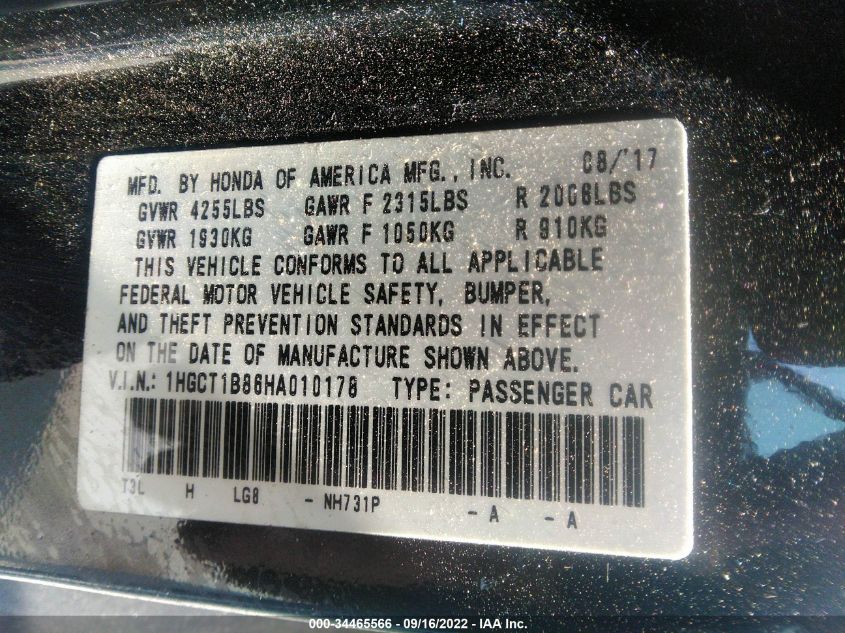 MFD. BY HONDA OF AMERICA MFG., INC. 08/'17
GVWR 4255LBS GAWR F 2315LBS R 2006LBS
GVWR 1930KG GAWR F 1050KG R 910KG
THIS VEHICLE CONFORMS TO ALL APPLICABLE
FEDERAL MOTOR VEHICLE SAFETY, BUMPER,
AND THEFT PREVENTION STANDARDS IN EFFECT
ON THE DATE OF MANUFACTURE SHOWN ABOVE.
V.I.N.: 1HGCT1B86HA010178 TYPE: PASSENGER CAR
T3L H LG8 - NH731P - A - A
000-34465566 - 09/16/2022 - IAA Inc.